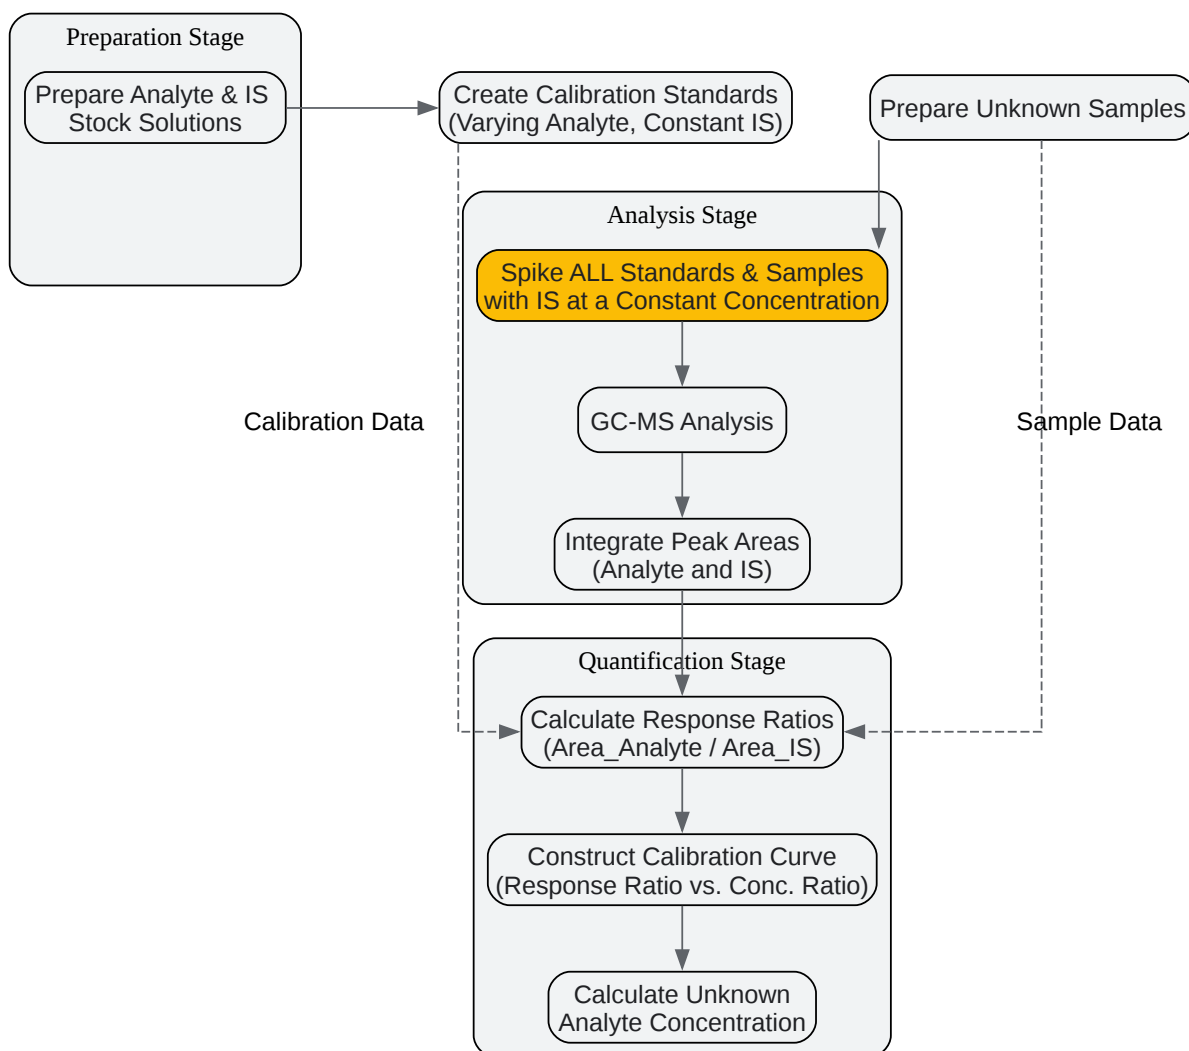 Preparation Stage
Prepare Analyte & IS
Stock Solutions
Create Calibration Standards
(Varying Analyte, Constant IS)
Prepare Unknown Samples
Analysis Stage
Spike ALL Standards & Samples
with IS at a Constant Concentration
GC-MS Analysis
Calibration Data
Sample Data
Integrate Peak Areas
(Analyte and IS)
Quantification Stage
Calculate Response Ratios
(Area_Analyte / Area_IS)
Construct Calibration Curve
(Response Ratio vs. Conc. Ratio)
Calculate Unknown
Analyte Concentration